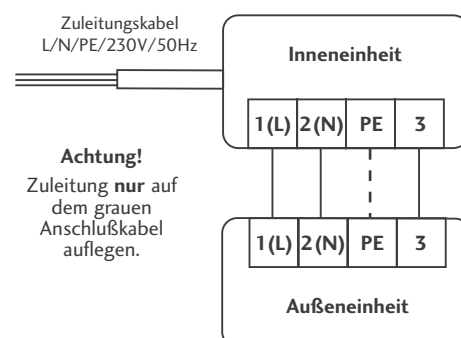 Zuleitungskabel
L/N/PE/230V/50Hz
Inneneinheit
1(L) 2(N) PE 3
Achtung!
Zuleitung nur auf
dem grauen
Anschlußkabel
auflegen.
1(L) 2(N) PE 3
Außeneinheit